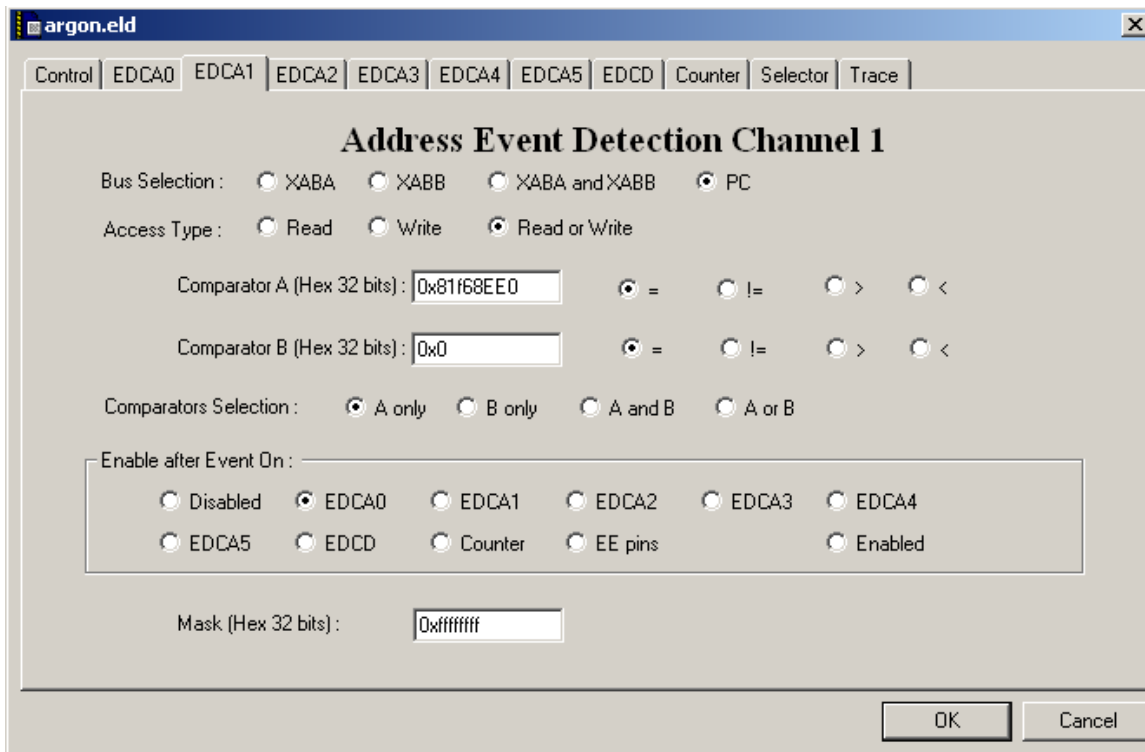 argon.eld
Control EDCA0 EDCA1 EDCA2 EDCA3 EDCA4 EDCA5 EDCD Counter Selector Trace
Address Event Detection Channel 1
Bus Selection : XABA XABB XABA and XABB PC
Access Type : Read Write Read or Write
Comparator A (Hex 32 bits) : 0x81f68EE0 = != > <
Comparator B (Hex 32 bits) : 0x0 = != > <
Comparators Selection : A only B only A and B A or B
Enable after Event On :
Disabled EDCA0 EDCA1 EDCA2 EDCA3 EDCA4
EDCA5 EDCD Counter EE pins Enabled
Mask (Hex 32 bits) : 0xffffffff
OK Cancel